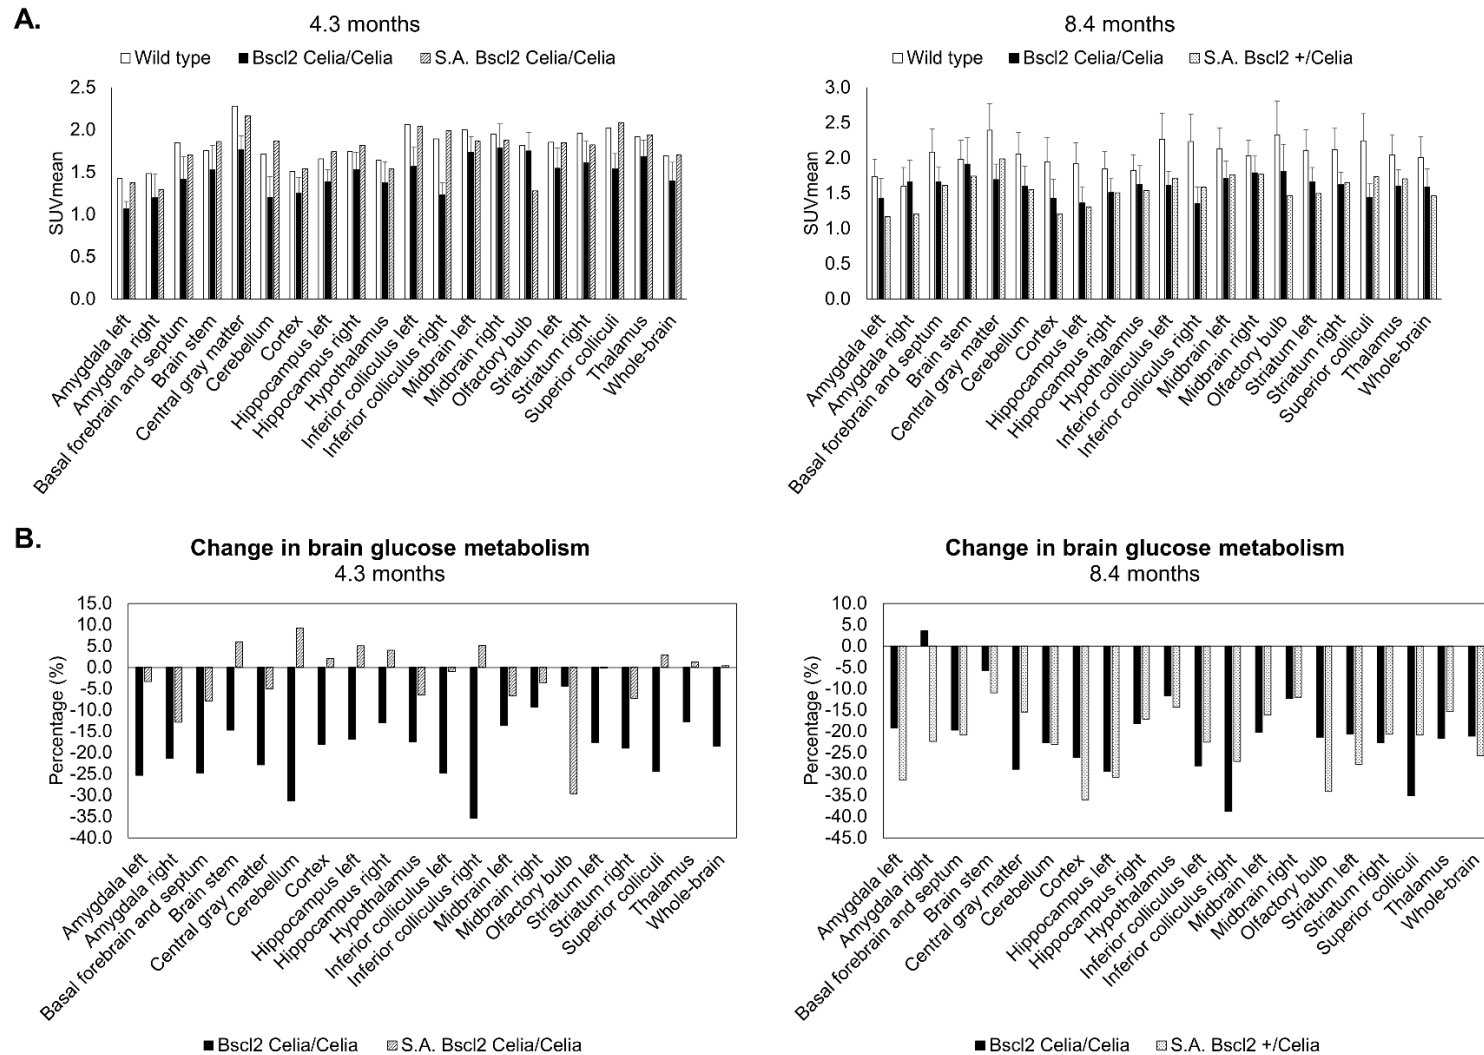 A.
4.3 months
Wild type Bscl2 Celia/Celia S.A. Bscl2 Celia/Celia
SUVmean
2.5
2.0
1.5
1.0
0.5
0.0
Amygdala left
Amygdala right
Basal forebrain and septum
Brain stem
Central gray matter
Cerebellum
Cortex
Hippocampus left
Hippocampus right
Hypothalamus
Inferior colliculus left
Inferior colliculus right
Midbrain left
Midbrain right
Olfactory bulb
Striatum left
Striatum right
Superior colliculi
Thalamus
Whole-brain
8.4 months
Wild type Bscl2 Celia/Celia S.A. Bscl2 +/Celia
SUVmean
3.0
2.5
2.0
1.5
1.0
0.5
0.0
Amygdala left
Amygdala right
Basal forebrain and septum
Brain stem
Central gray matter
Cerebellum
Cortex
Hippocampus left
Hippocampus right
Hypothalamus
Inferior colliculus left
Inferior colliculus right
Midbrain left
Midbrain right
Olfactory bulb
Striatum left
Striatum right
Superior colliculi
Thalamus
Whole-brain
B.
Change in brain glucose metabolism
4.3 months
Percentage (%)
15.0
10.0
5.0
0.0
-5.0
-10.0
-15.0
-20.0
-25.0
-30.0
-35.0
-40.0
Amygdala left
Amygdala right
Basal forebrain and septum
Brain stem
Central gray matter
Cerebellum
Cortex
Hippocampus left
Hippocampus right
Hypothalamus
Inferior colliculus left
Inferior colliculus right
Midbrain left
Midbrain right
Olfactory bulb
Striatum left
Striatum right
Superior colliculi
Thalamus
Whole-brain
Bscl2 Celia/Celia S.A. Bscl2 Celia/Celia
Change in brain glucose metabolism
8.4 months
Percentage (%)
10.0
5.0
0.0
-5.0
-10.0
-15.0
-20.0
-25.0
-30.0
-35.0
-40.0
-45.0
Amygdala left
Amygdala right
Basal forebrain and septum
Brain stem
Central gray matter
Cerebellum
Cortex
Hippocampus left
Hippocampus right
Hypothalamus
Inferior colliculus left
Inferior colliculus right
Midbrain left
Midbrain right
Olfactory bulb
Striatum left
Striatum right
Superior colliculi
Thalamus
Whole-brain
Bscl2 Celia/Celia S.A. Bscl2 +/Celia